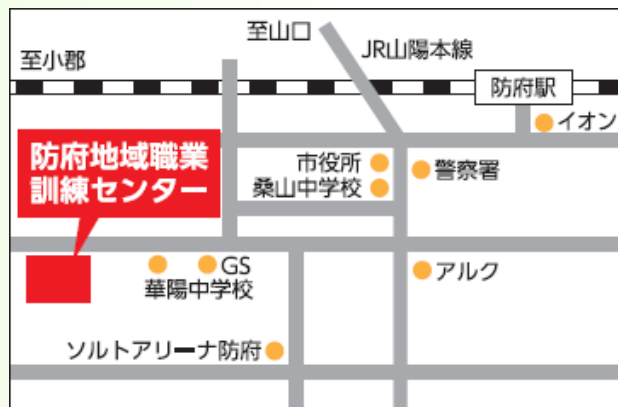 至山口
JR山陽本線
至小郡
防府駅
イオン
防府地域職業
訓練センター
市役所
桑山中学校
警察署
GS
華陽中学校
アルク
ソルトアリーナ防府